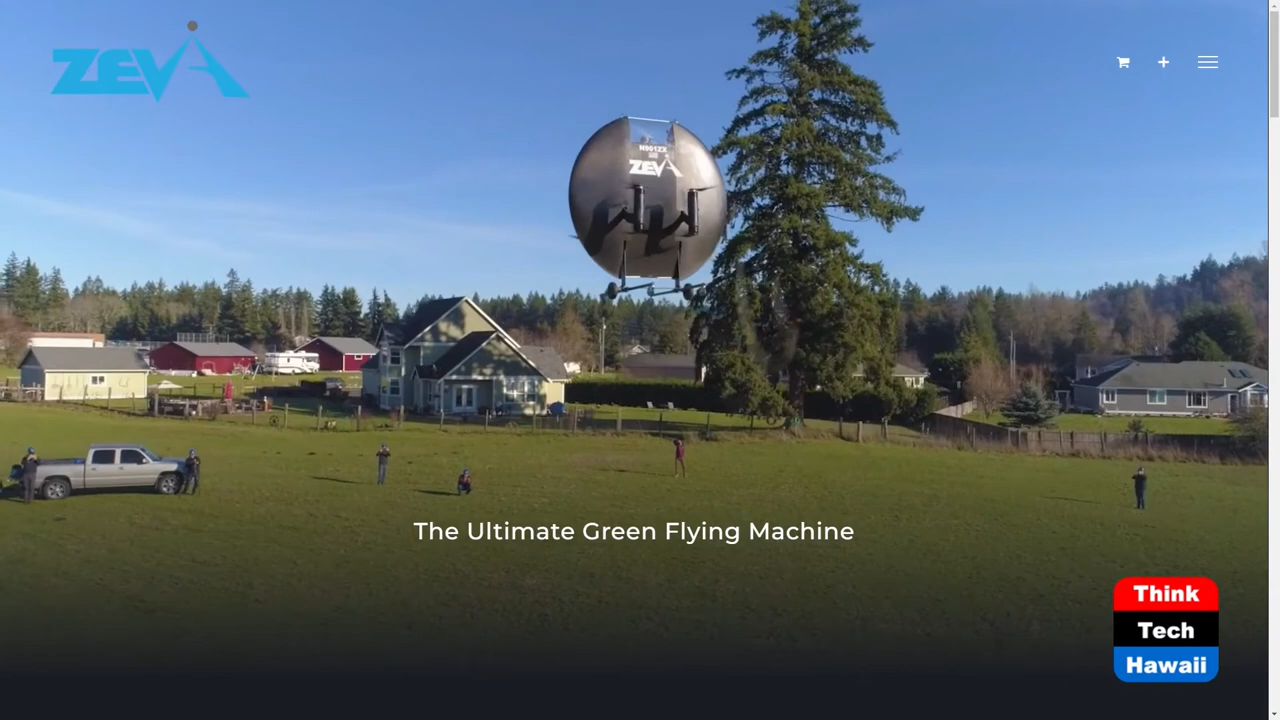 ZEVA
N901ZX
ZEVA
The Ultimate Green Flying Machine
Think
Tech
Hawaii